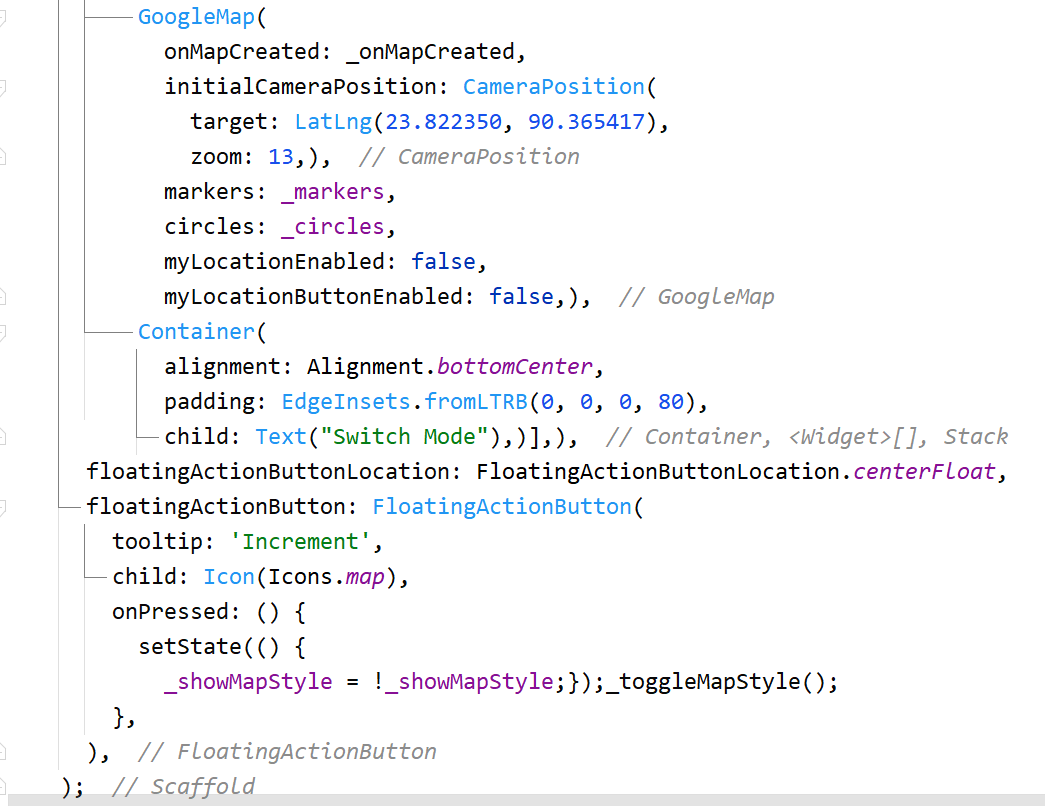 GoogleMap(
onMapCreated: _onMapCreated,
initialCameraPosition: CameraPosition(
target: LatLng(23.822350, 90.365417),
zoom: 13,), // CameraPosition
markers: _markers,
circles: _circles,
myLocationEnabled: false,
myLocationButtonEnabled: false,), // GoogleMap
Container(
alignment: Alignment.bottomCenter,
padding: EdgeInsets.fromLTRB(0, 0, 0, 80),
child: Text("Switch Mode"),)],), // Container, <Widget>[], Stack
floatingActionButtonLocation: FloatingActionButtonLocation.centerFloat,
floatingActionButton: FloatingActionButton(
tooltip: 'Increment',
child: Icon(Icons.map),
onPressed: () {
setState(() {
_showMapStyle = !_showMapStyle;});_toggleMapStyle();
},
), // FloatingActionButton
); // Scaffold